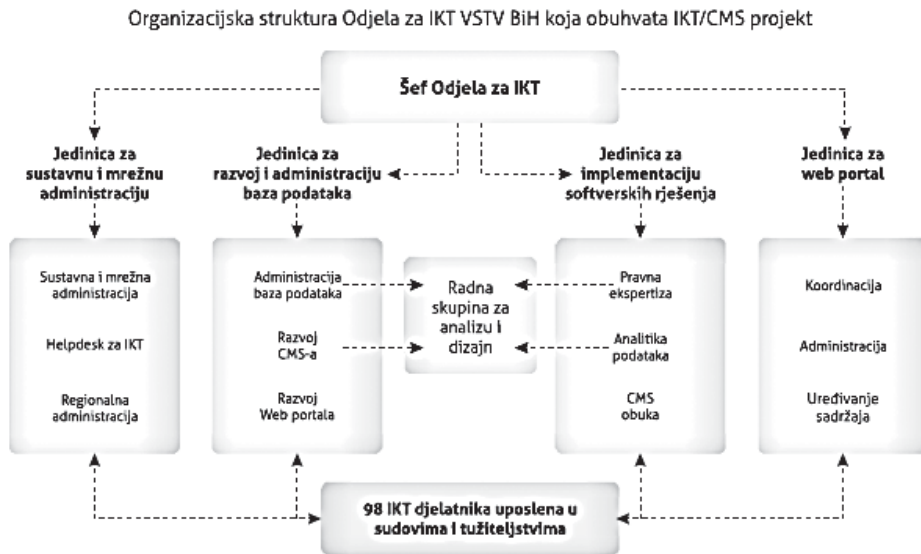 Organizacijska struktura Odjela za IKT VSTV BiH koja obuhvata IKT/CMS projekt
Šef Odjela za IKT
Jedinica za
sustavnu i mrežnu
administraciju
Jedinica za
razvoj i administraciju
baza podataka
Jedinica za
implementaciju
softverskih rješenja
Jedinica za
web portal
Sustavna i mrežna
administracija
Helpdesk za IKT
Regionalna
administracija
Administracija
baza podataka
Razvoj
CMS-a
Razvoj
Web portala
Radna
skupina za
analizu i
dizajn
Pravna
ekspertiza
Analitika
podataka
CMS
obuka
Koordinacija
Administracija
Uređivanje
sadržaja
98 IKT djelatnika uposlena u
sudovima i tužiteljstvima